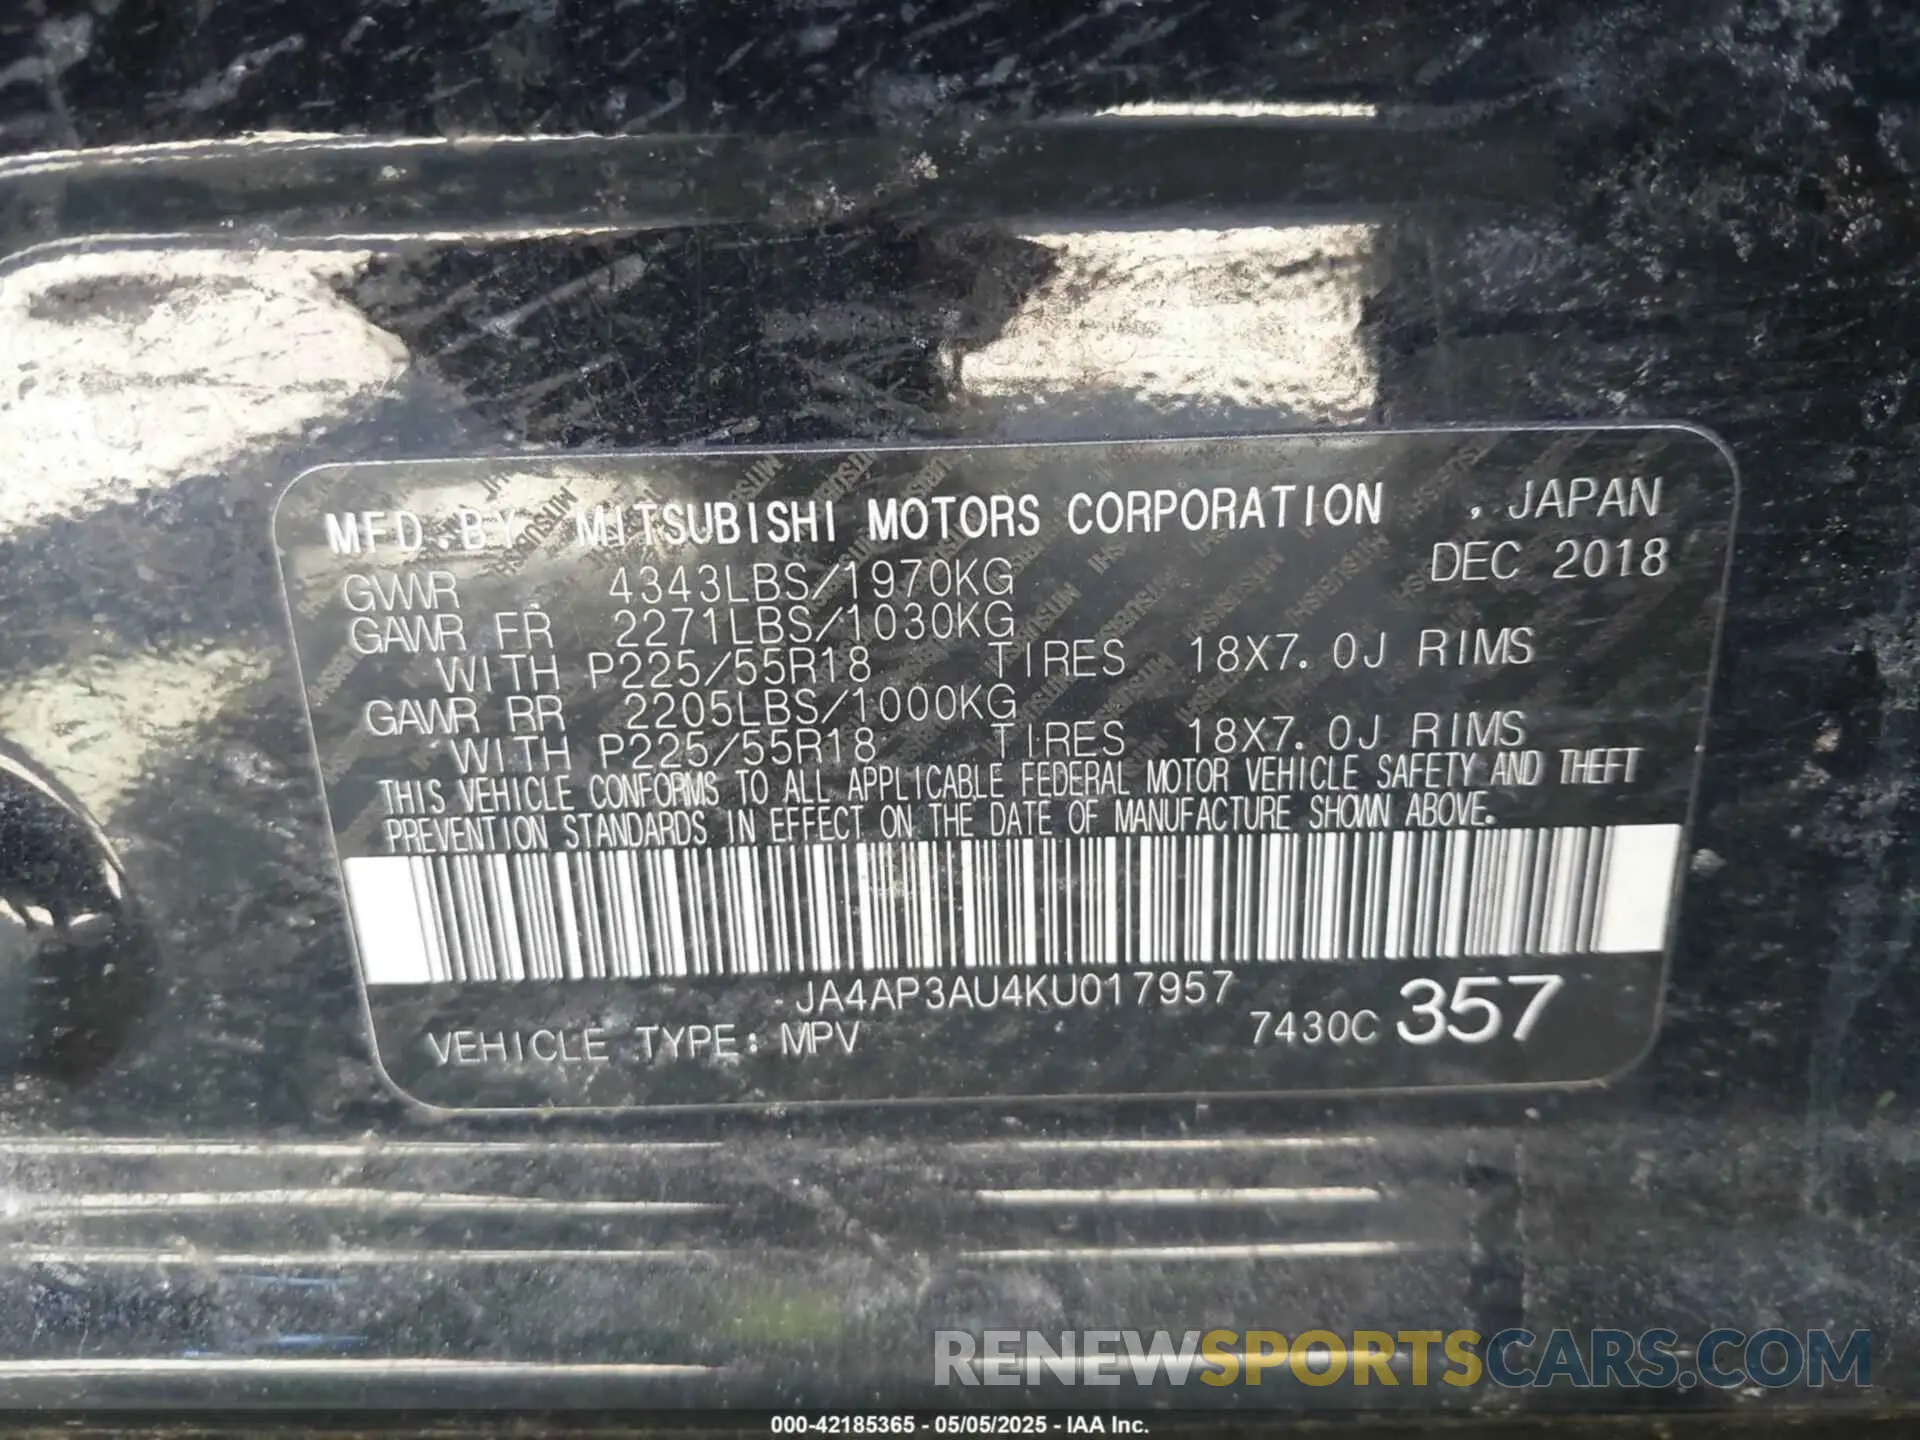 MFD.BY MITSUBISHI MOTORS CORPORATION , JAPAN
DEC 2018
GVWR 4343LBS/1970KG
GAWR FR 2271LBS/1030KG
WITH P225/55R18 TIRES 18X7.0J RIMS
GAWR RR 2205LBS/1000KG
WITH P225/55R18 TIRES 18X7.0J RIMS
THIS VEHICLE CONFORMS TO ALL APPLICABLE FEDERAL MOTOR VEHICLE SAFETY AND THEFT
PREVENTION STANDARDS IN EFFECT ON THE DATE OF MANUFACTURE SHOWN ABOVE.
JA4AP3AU4KU017957
VEHICLE TYPE: MPV 7430C 357
RENEWSPORTSCARS.COM
000-42185365 - 05/05/2025 - IAA Inc.